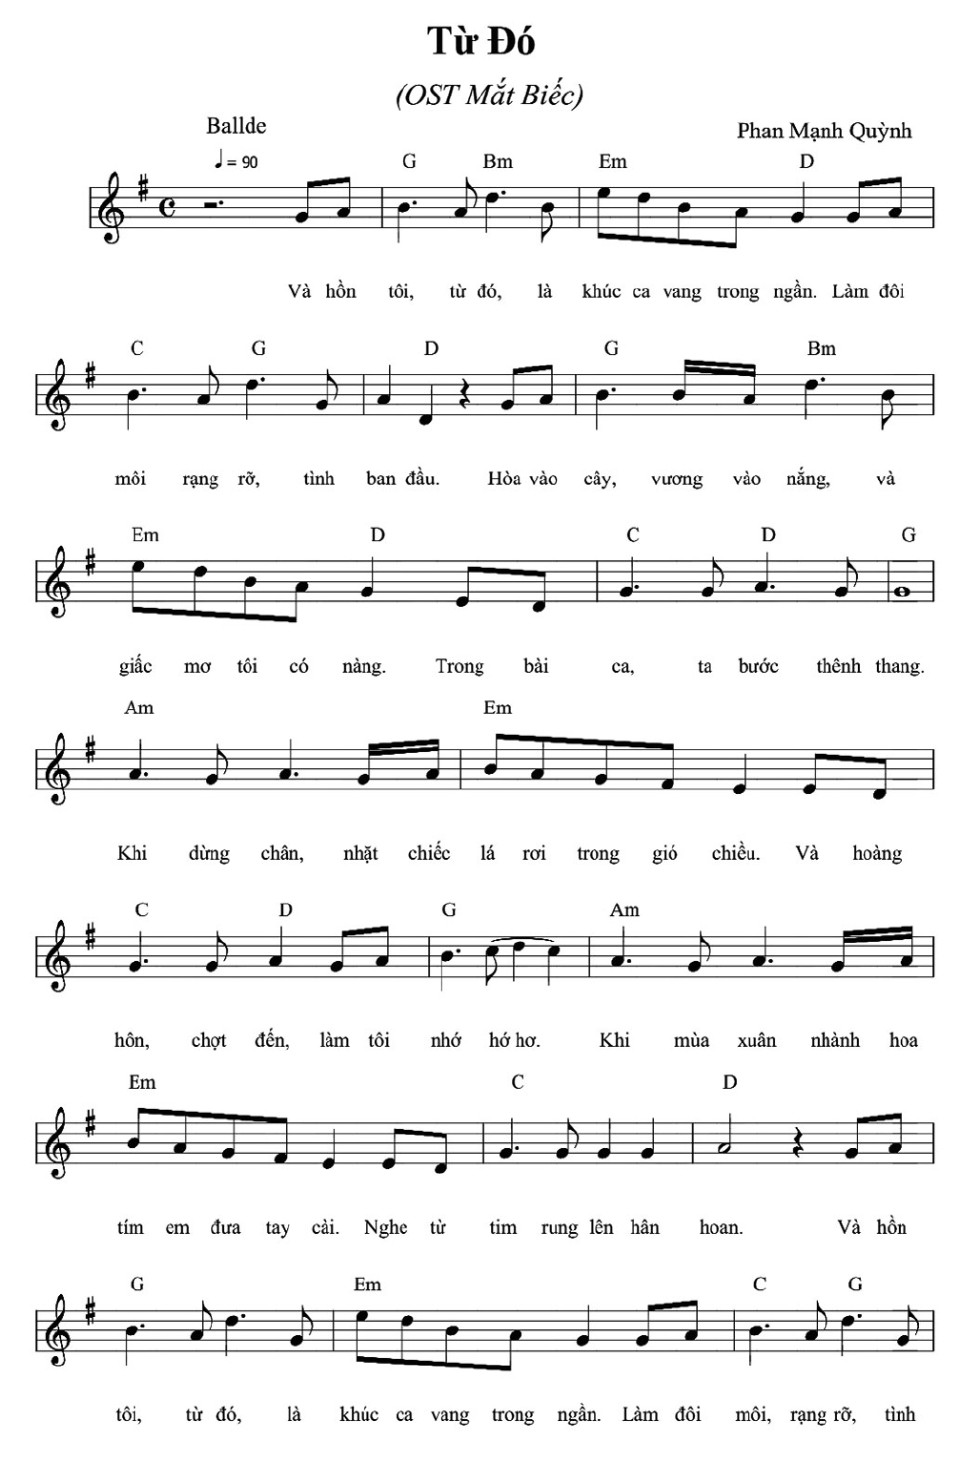 Từ Đó
(OST Mắt Biếc)
Ballde
Phan Mạnh Quỳnh
♩ = 90
G Bm Em D
Và hồn tôi, từ đó, là khúc ca vang trong ngần. Làm đôi
C G D G Bm
môi rạng rỡ, tình ban đầu. Hòa vào cây, vương vào nắng, và
Em D C D G
giấc mơ tôi có nàng. Trong bài ca, ta bước thênh thang.
Am Em
Khi dừng chân, nhặt chiếc lá rơi trong gió chiều. Và hoàng
C D G Am
hôn, chợt đến, làm tôi nhớ hớ hơ. Khi mùa xuân nhành hoa
Em C D
tím em đưa tay cài. Nghe từ tim rung lên hân hoan. Và hồn
G Em C G
tôi, từ đó, là khúc ca vang trong ngần. Làm đôi môi, rạng rỡ, tình